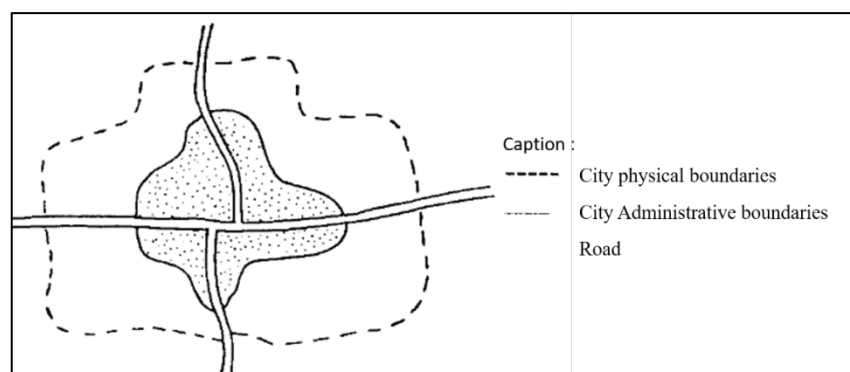 Caption :
City physical boundaries
City Administrative boundaries
Road